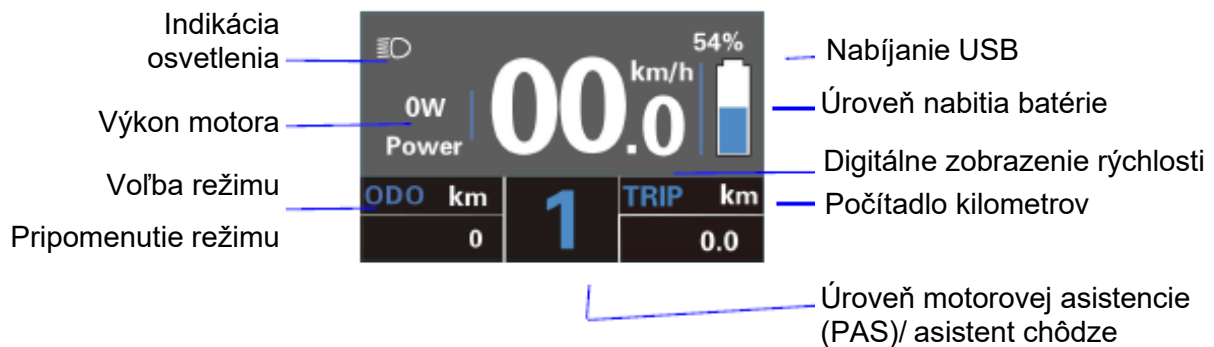 Indikácia
osvetlenia
Výkon motora
Voľba režimu
Pripomenutie režimu
54%
km/h
00.0
0W
Power
ODO km
0
1
TRIP km
0.0
Nabíjanie USB
Úroveň nabitia batérie
Digitálne zobrazenie rýchlosti
Počítadlo kilometrov
Úroveň motorovej asistencie
(PAS)/ asistent chôdze